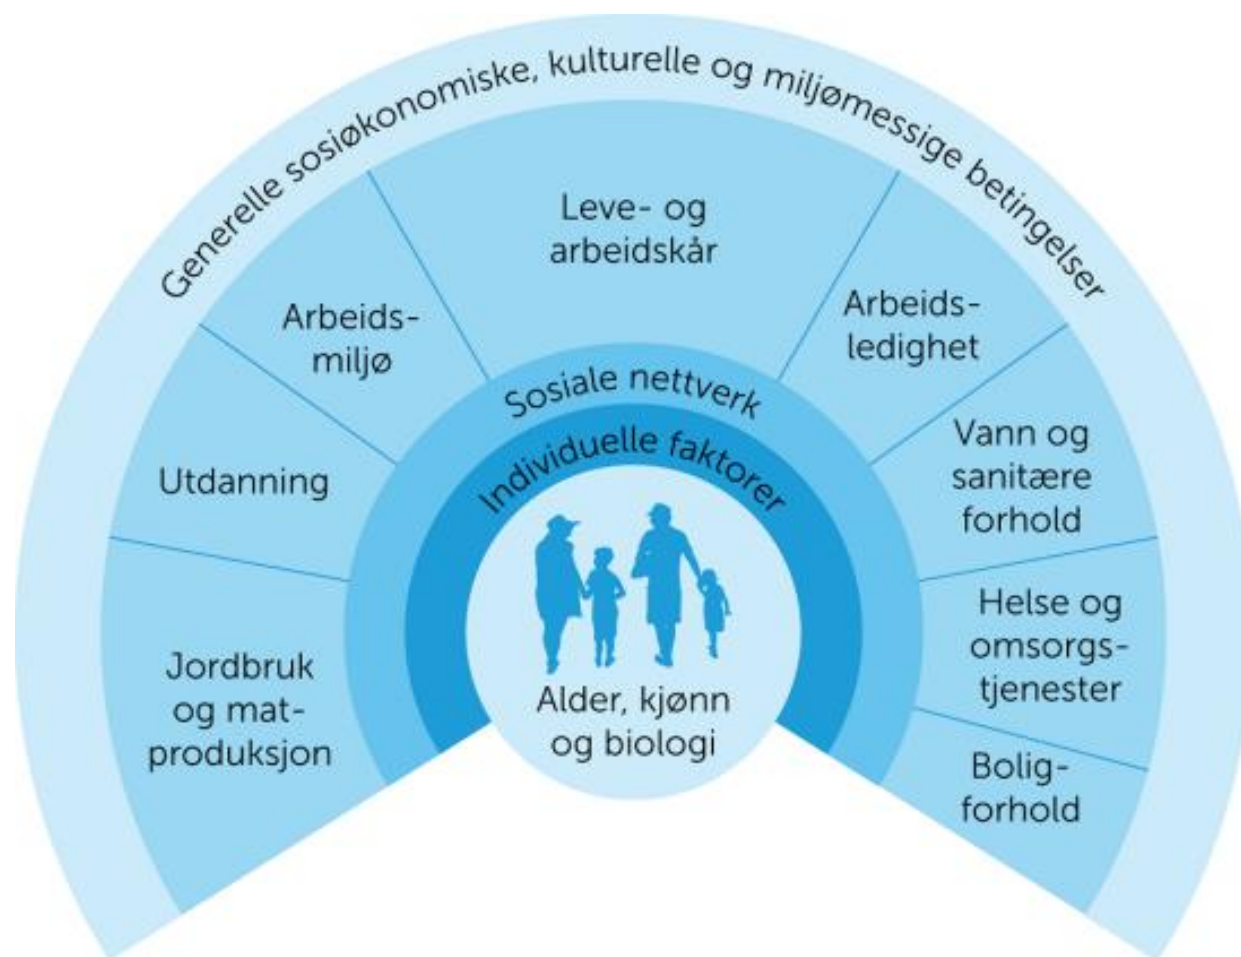 Generelle sosiøkonomiske, kulturelle og miljømessige betingelser
Leve- og
arbeidskår
Arbeids-
miljø
Arbeids-
ledighet
Utdanning
Vann og
sanitære
forhold
Jordbruk
og mat-
produksjon
Helse og
omsorgs-
tjenester
Bolig-
forhold
Sosiale nettverk
Individuelle faktorer
Alder, kjønn
og biologi